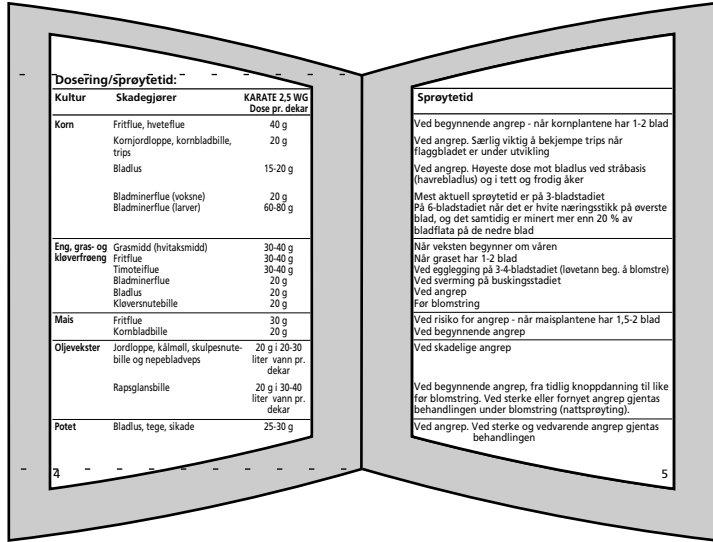 Dosering/sprøytetid:
Kultur Skadegjører KARATE 2,5 WG
Dose pr. dekar
Korn Fritflue, hveteflue 40 g
Kornjordloppe, kornbladbille, 20 g
trips
Bladlus 15-20 g
Bladminerflue (voksne) 20 g
Bladminerflue (larver) 60-80 g
Eng, gras- og Grasmidd (hvitaksmidd) 30-40 g
kløverfrøeng Fritflue 30-40 g
Timoteiflue 30-40 g
Bladminerflue 20 g
Bladlus 20 g
Kløversnutebille 20 g
Mais Fritflue 30 g
Kornbladbille 20 g
Oljevekster Jordloppe, kålmøll, skulpesnute- 20 g i 20-30
bille og nepebladveps liter vann pr.
dekar
Rapsglansbille 20 g i 30-40
liter vann pr.
dekar
Potet Bladlus, tege, sikade 25-30 g
4
Sprøytetid
Ved begynnende angrep - når kornplantene har 1-2 blad
Ved angrep. Særlig viktig å bekjempe trips når
flaggbladet er under utvikling
Ved angrep. Høyeste dose mot bladlus ved stråbasis
(havrebladlus) og i tett og frodig åker
Mest aktuell sprøytetid er på 3-bladstadiet
På 6-bladstadiet når det er hvite næringsstikk på øverste
blad, og det samtidig er minert mer enn 20 % av
bladflata på de nedre blad
Når veksten begynner om våren
Når graset har 1-2 blad
Ved egglegging på 3-4-bladstadiet (løvetann beg. å blomstre)
Ved sverming på buskingsstadiet
Ved angrep
Før blomstring
Ved risiko for angrep - når maisplantene har 1,5-2 blad
Ved begynnende angrep
Ved skadelige angrep
Ved begynnende angrep, fra tidlig knoppdanning til like
før blomstring. Ved sterke eller fornyet angrep gjentas
behandlingen under blomstring (nattsprøyting).
Ved angrep. Ved sterke og vedvarende angrep gjentas
behandlingen
5